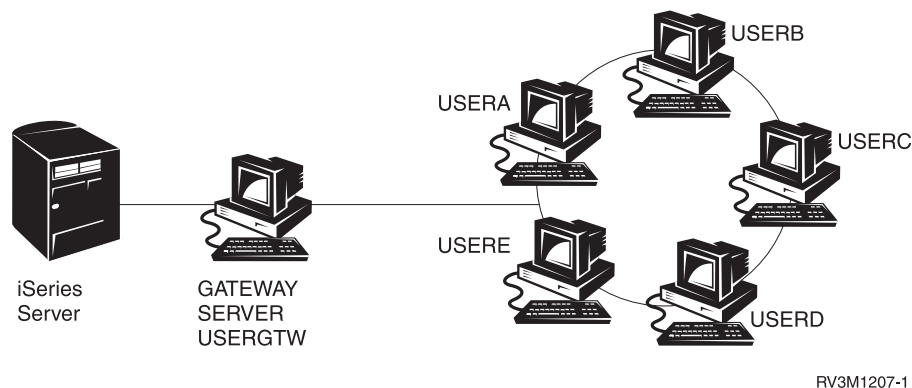 USERB
USERA
USERC
USERE
iSeries
Server
GATEWAY
SERVER
USERGTW
USERD
RV3M1207-1